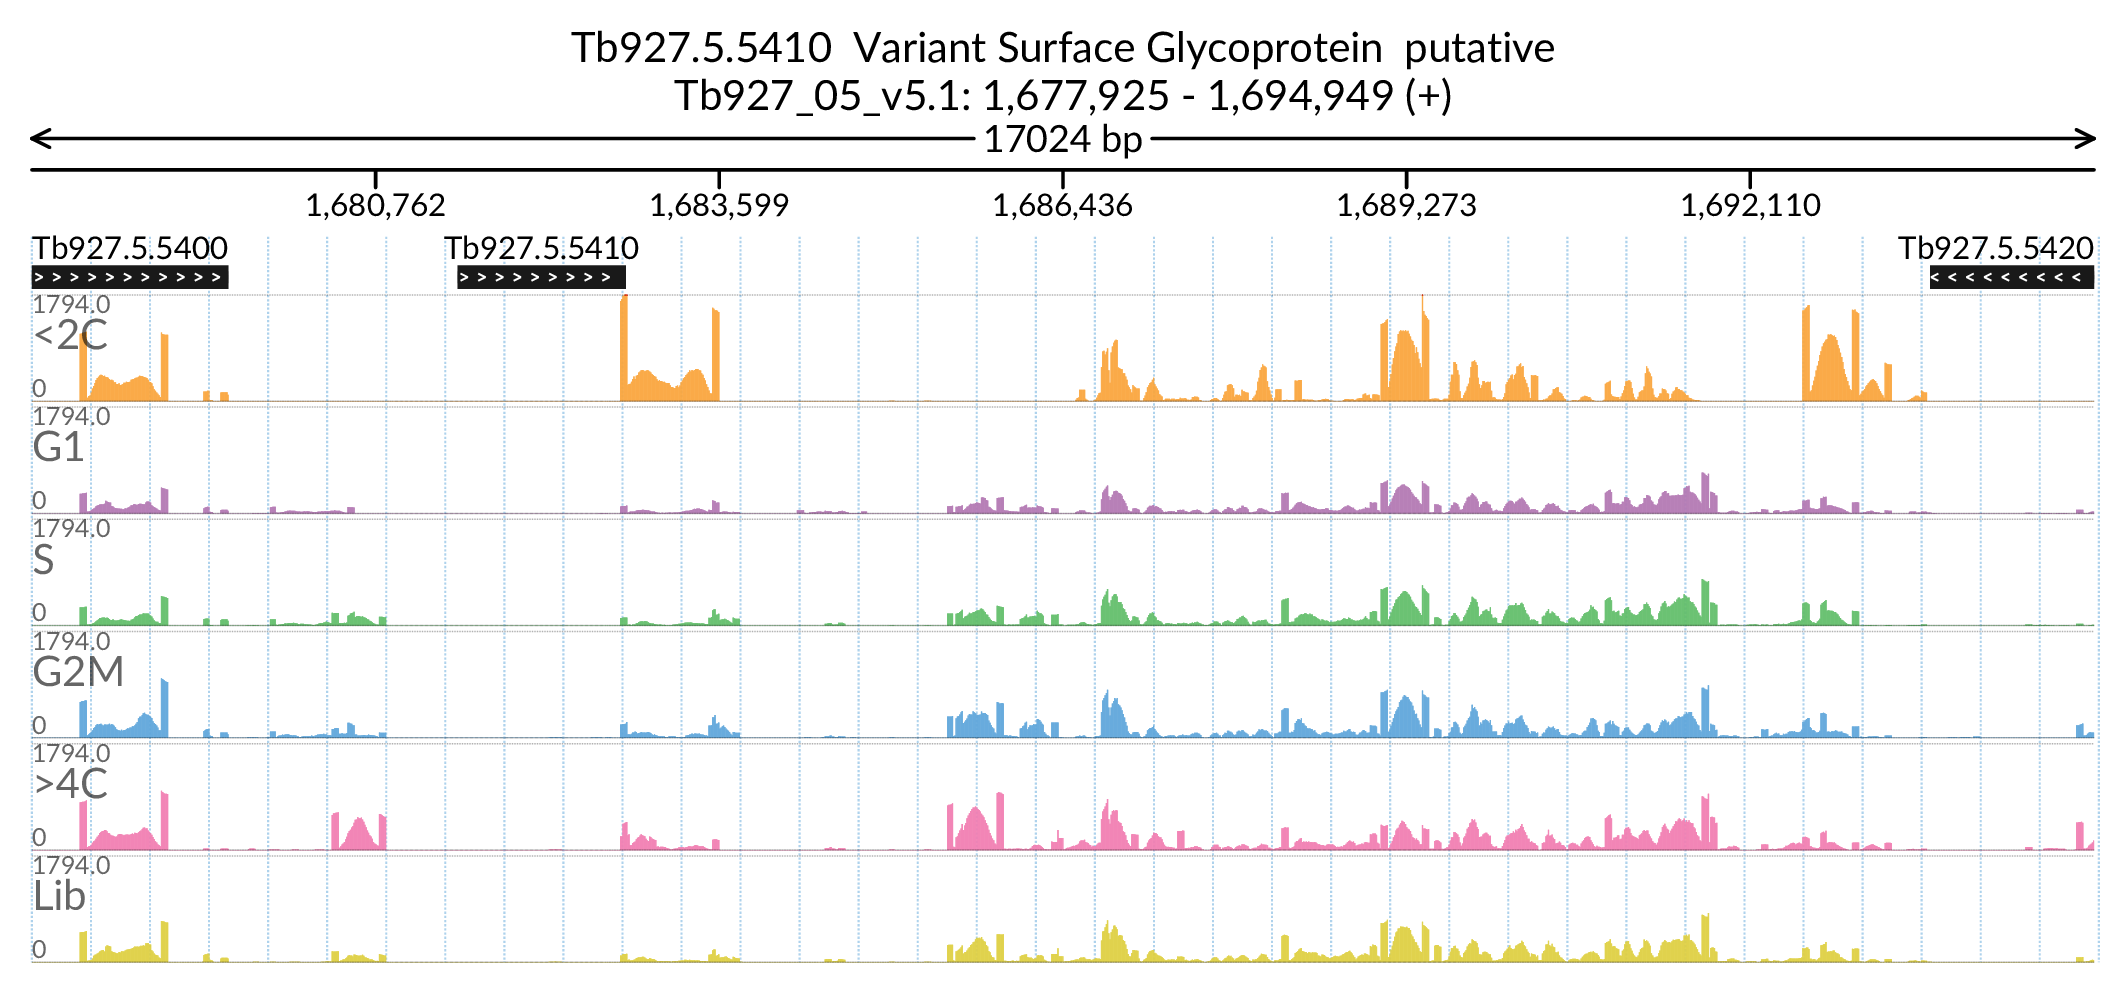 Tb927.5.5410  Variant Surface Glycoprotein  putative
Tb927_05_v5.1: 1,677,925 - 1,694,949 (+)
17024 bp
1,680,762 1,683,599 1,686,436 1,689,273 1,692,110
Tb927.5.5400 Tb927.5.5410 Tb927.5.5420
1794.0
<2C
0
1794.0
G1
0
1794.0
S
0
1794.0
G2M
0
1794.0
>4C
0
1794.0
Lib
0